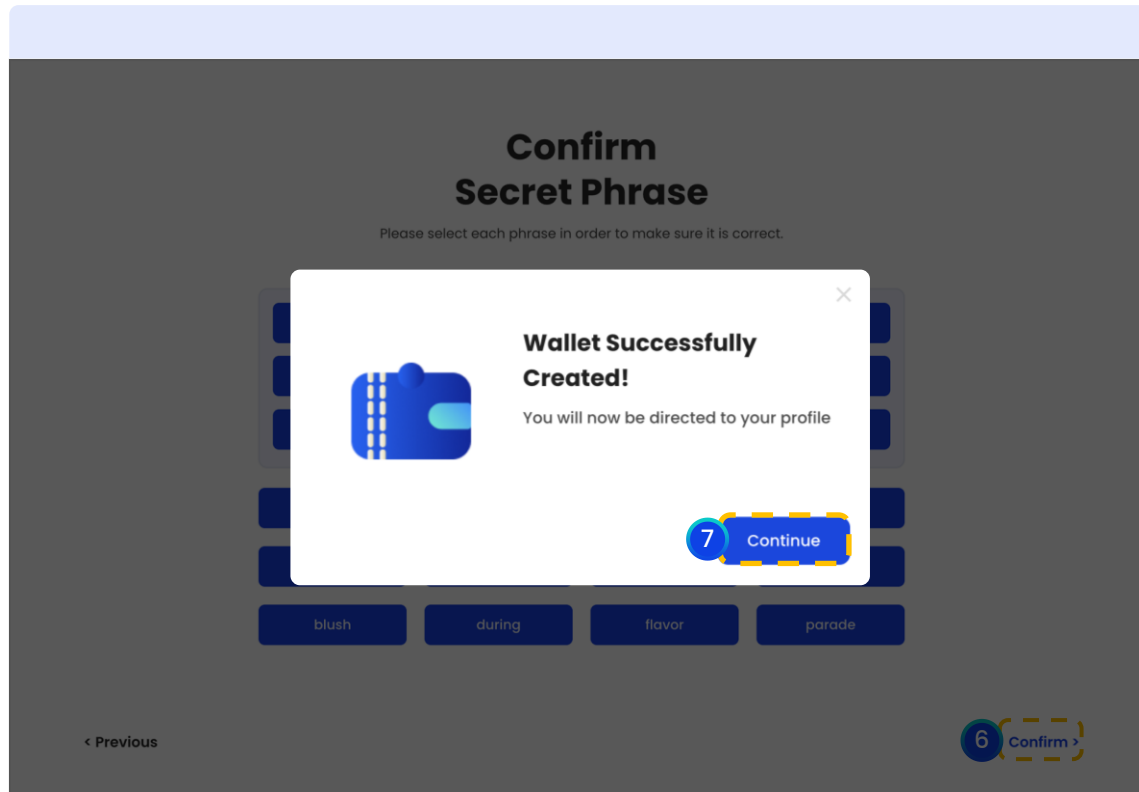 Confirm
Secret Phrase
Please select each phrase in order to make sure it is correct.
Wallet Successfully
Created!
You will now be directed to your profile
7 Continue
blush during flavor parade
< Previous 6 Confirm >